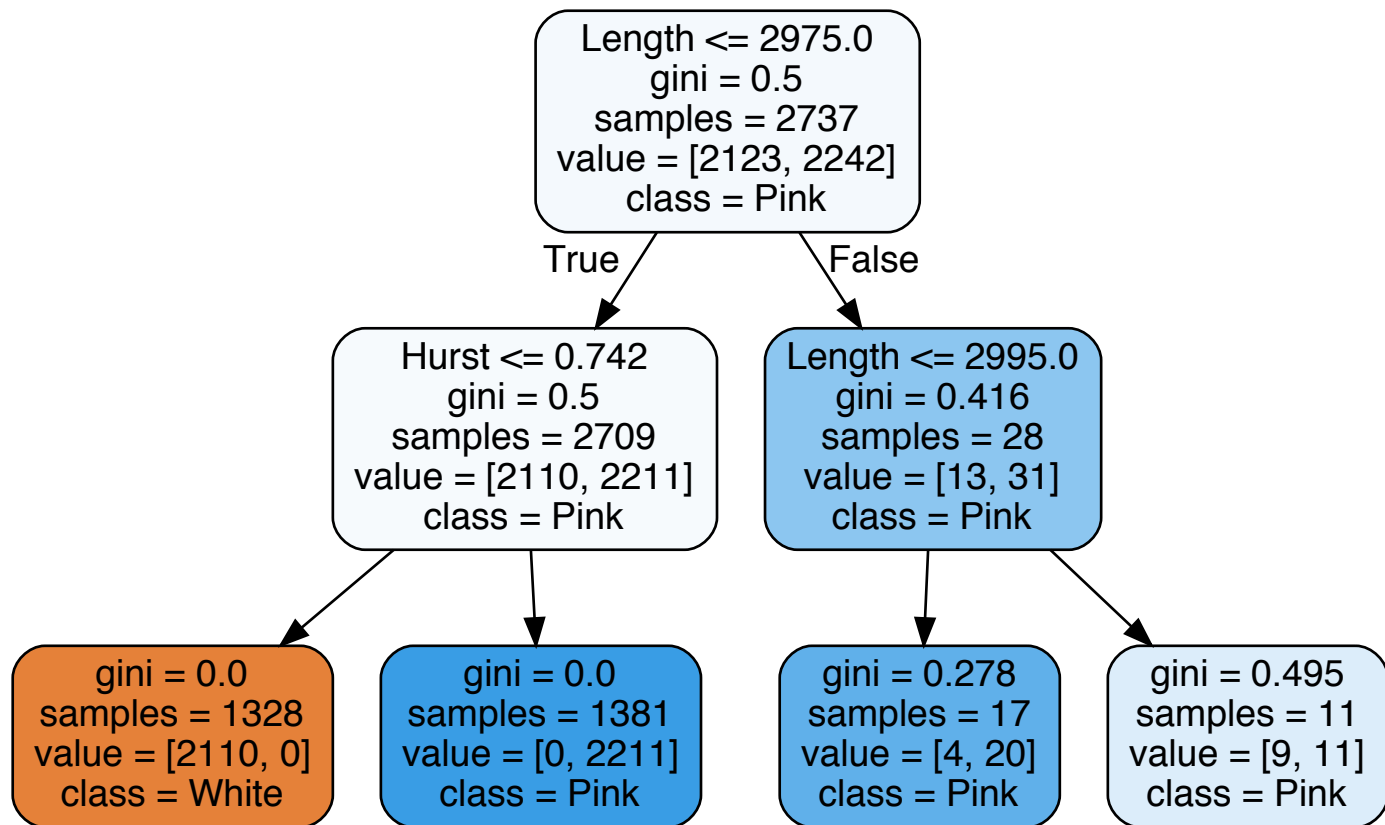 Length <= 2975.0
gini = 0.5
samples = 2737
value = [2123, 2242]
class = Pink
True
False
Hurst <= 0.742
gini = 0.5
samples = 2709
value = [2110, 2211]
class = Pink
Length <= 2995.0
gini = 0.416
samples = 28
value = [13, 31]
class = Pink
gini = 0.0
samples = 1328
value = [2110, 0]
class = White
gini = 0.0
samples = 1381
value = [0, 2211]
class = Pink
gini = 0.278
samples = 17
value = [4, 20]
class = Pink
gini = 0.495
samples = 11
value = [9, 11]
class = Pink